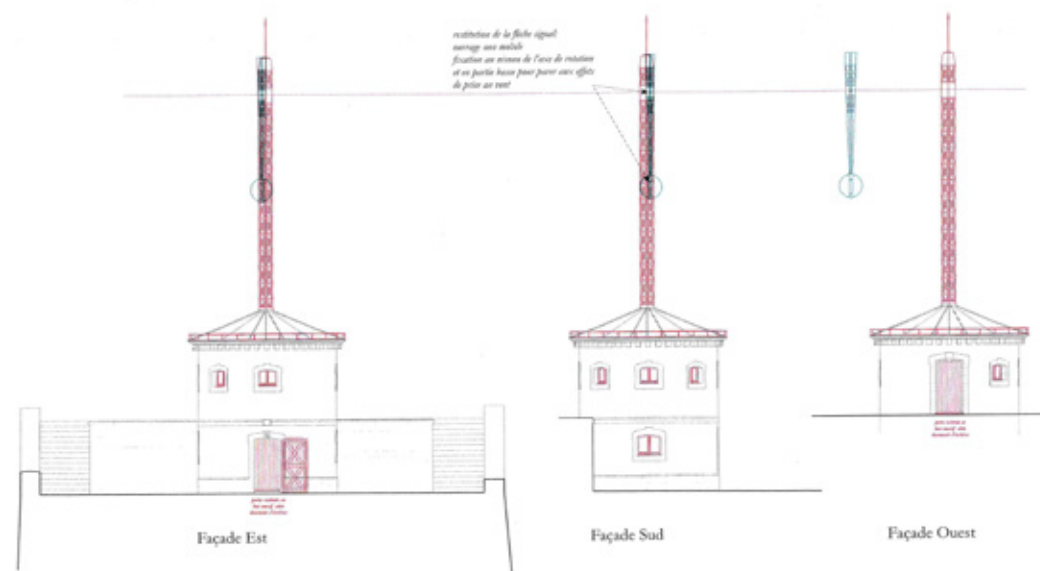 restitution de la flèche signal:
ouvrage non mobile
fixation au niveau de l'axe de rotation
et en partie basse pour parer aux effets
de prise au vent
Façade Est
Façade Sud
Façade Ouest